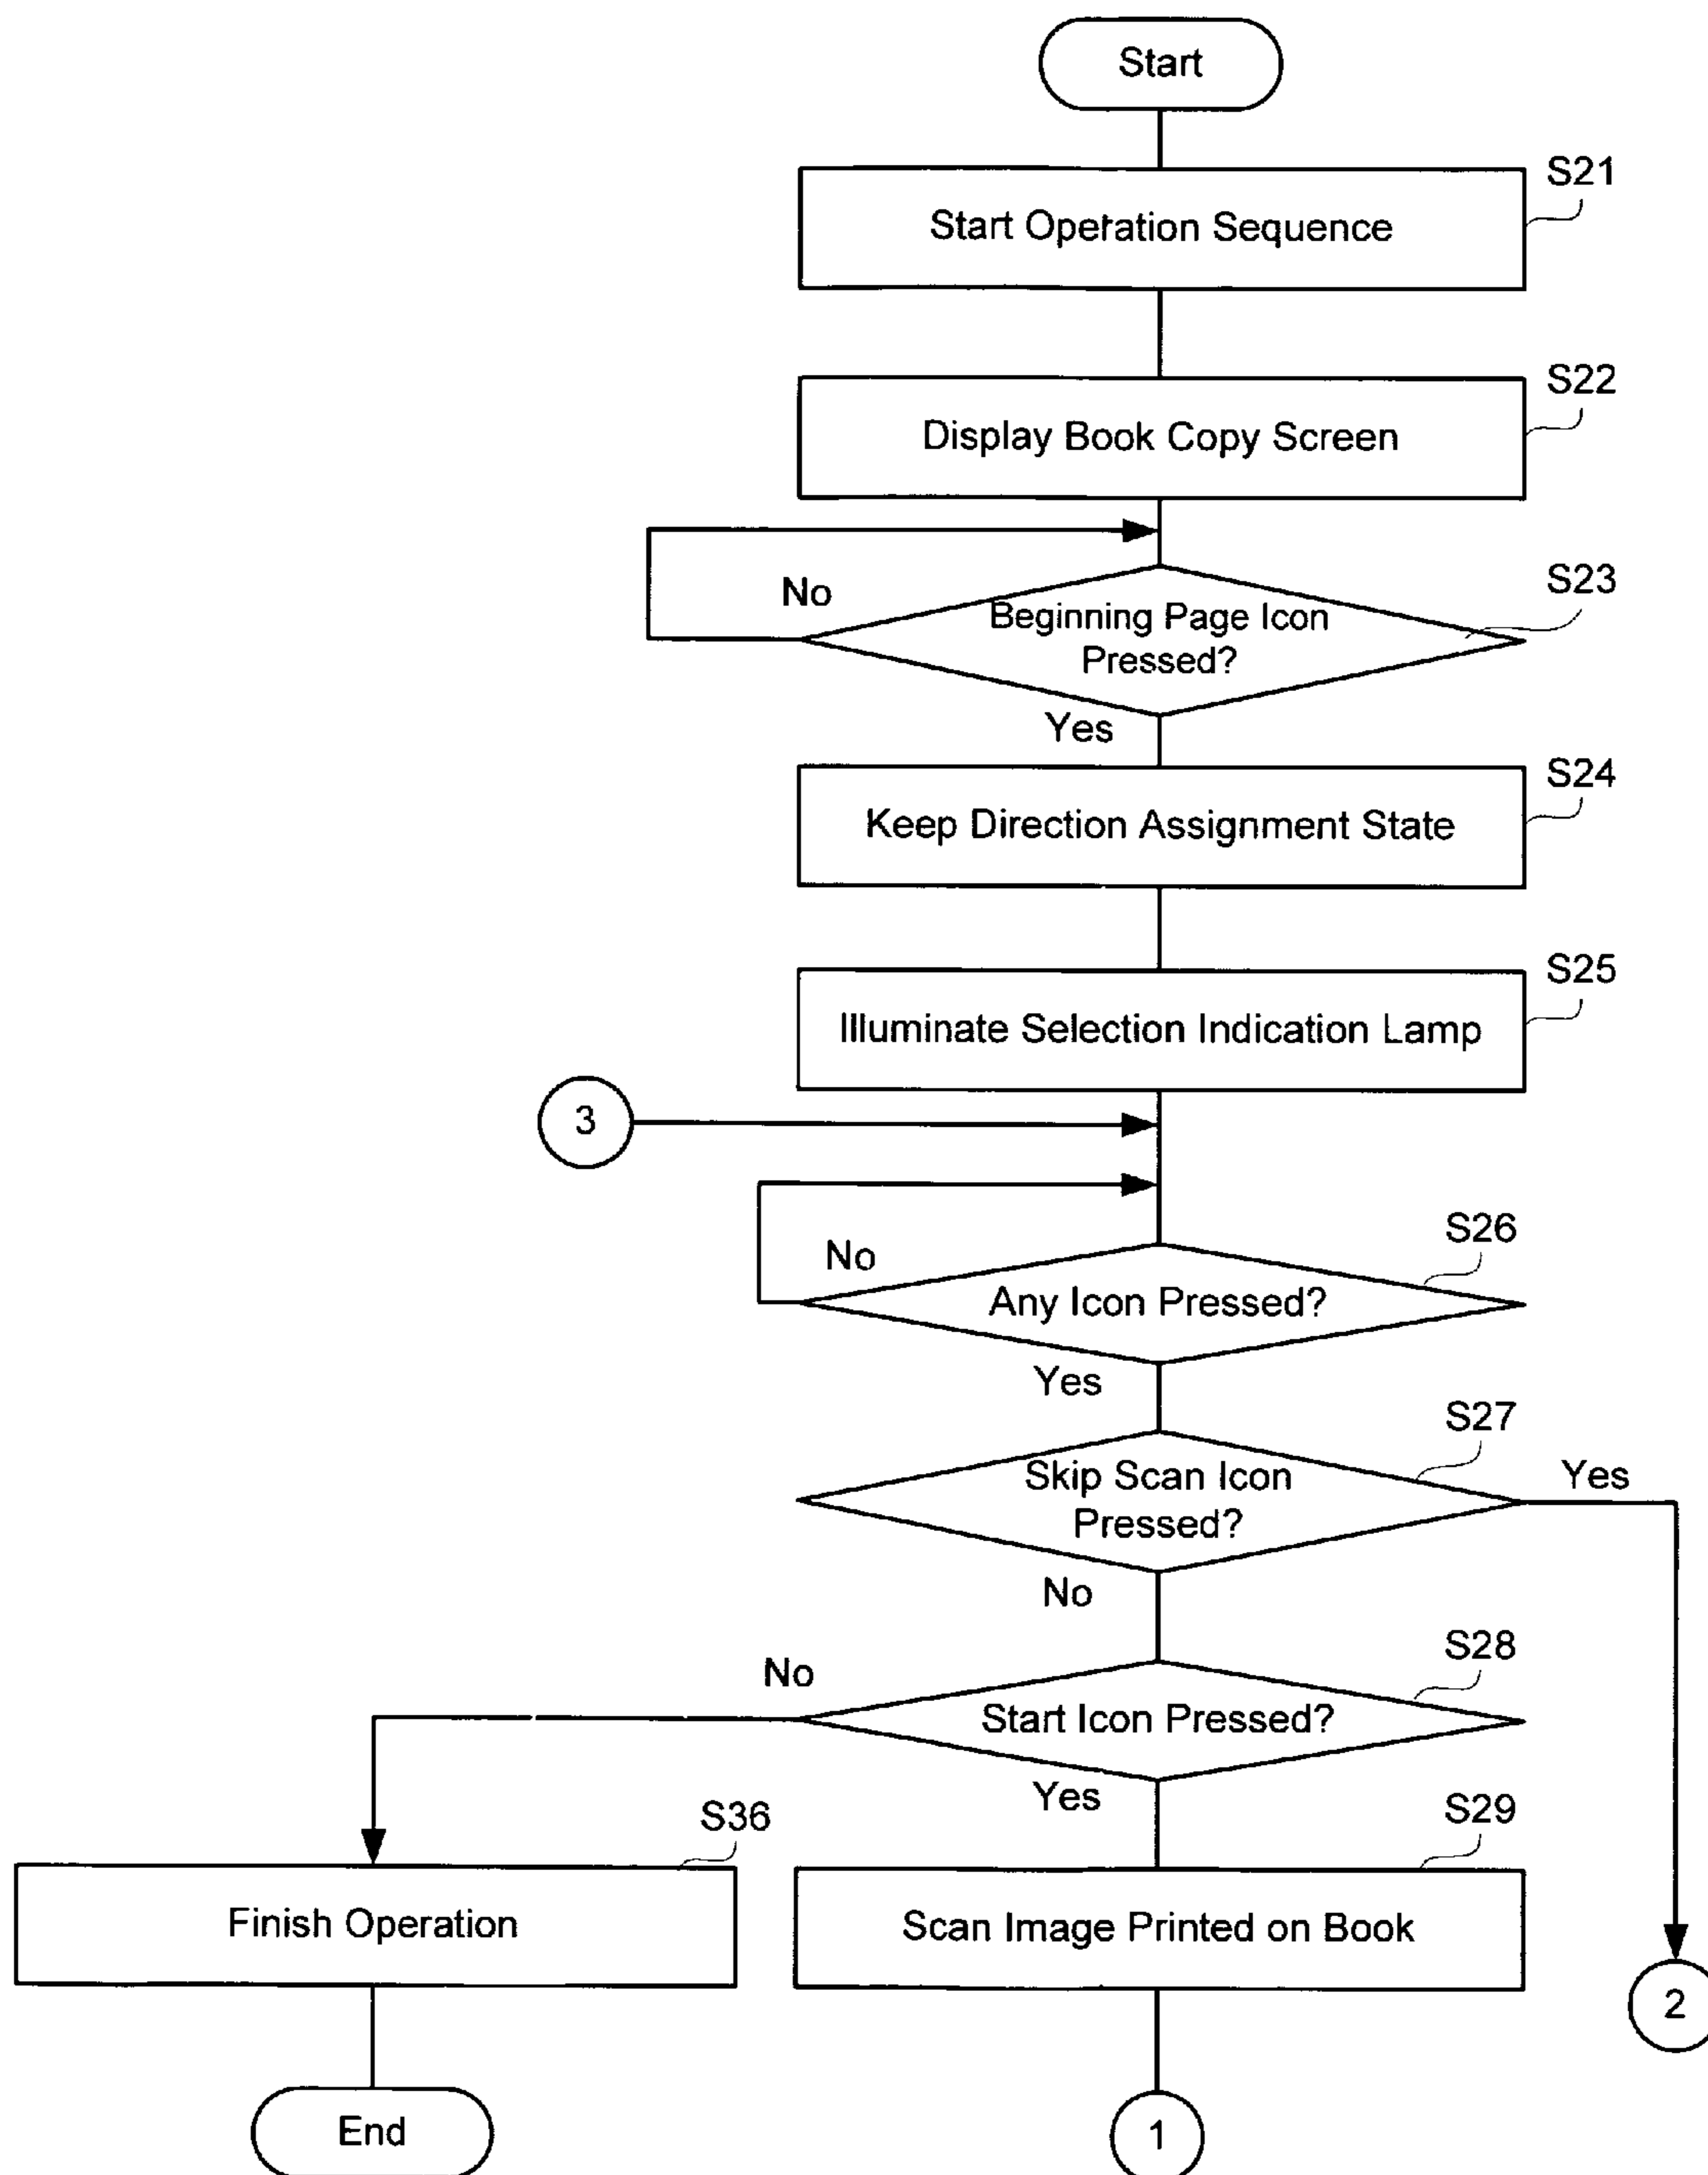 Start
S21
Start Operation Sequence
S22
Display Book Copy Screen
S23
No
Beginning Page Icon
Pressed?
Yes
S24
Keep Direction Assignment State
S25
Illuminate Selection Indication Lamp
3
S26
No
Any Icon Pressed?
Yes
S27
Skip Scan Icon
Pressed?
Yes
No
S28
No
Start Icon Pressed?
Yes
S36
S29
Finish Operation
Scan Image Printed on Book
2
End
1